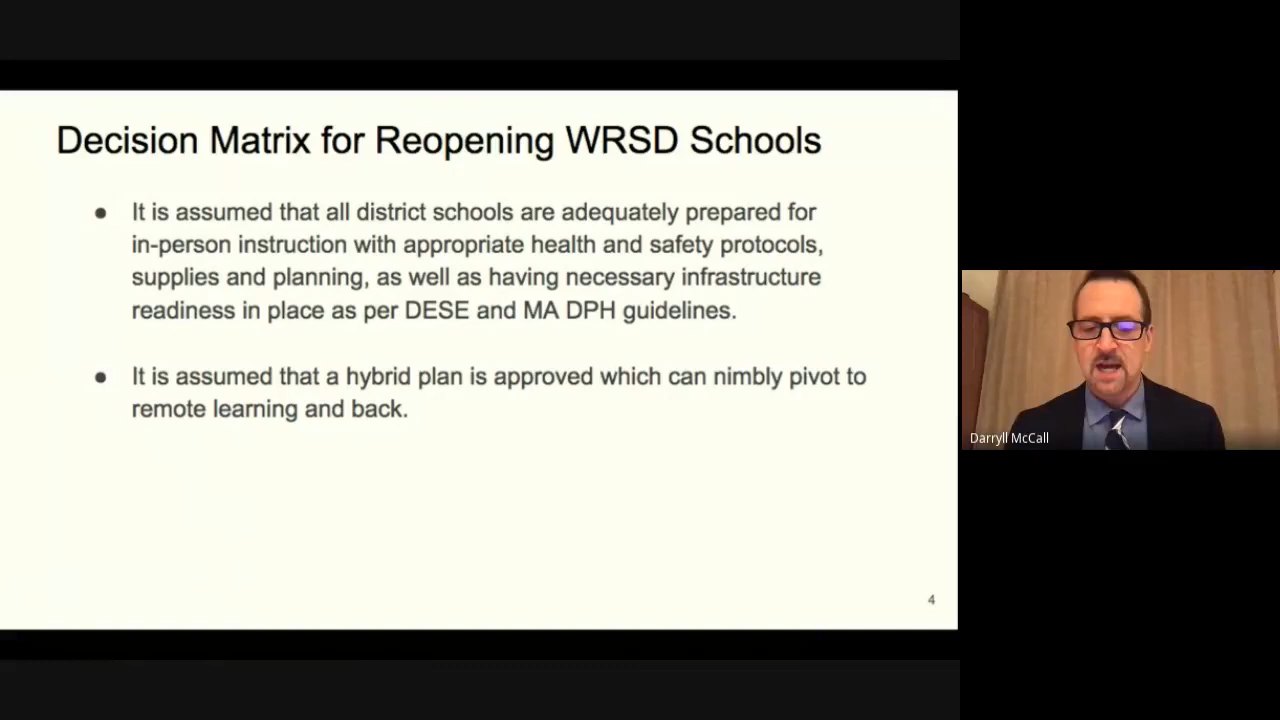 Decision Matrix for Reopening WRSD Schools
● It is assumed that all district schools are adequately prepared for
in-person instruction with appropriate health and safety protocols,
supplies and planning, as well as having necessary infrastructure
readiness in place as per DESE and MA DPH guidelines.
● It is assumed that a hybrid plan is approved which can nimbly pivot to
remote learning and back.
4
Darryll McCall